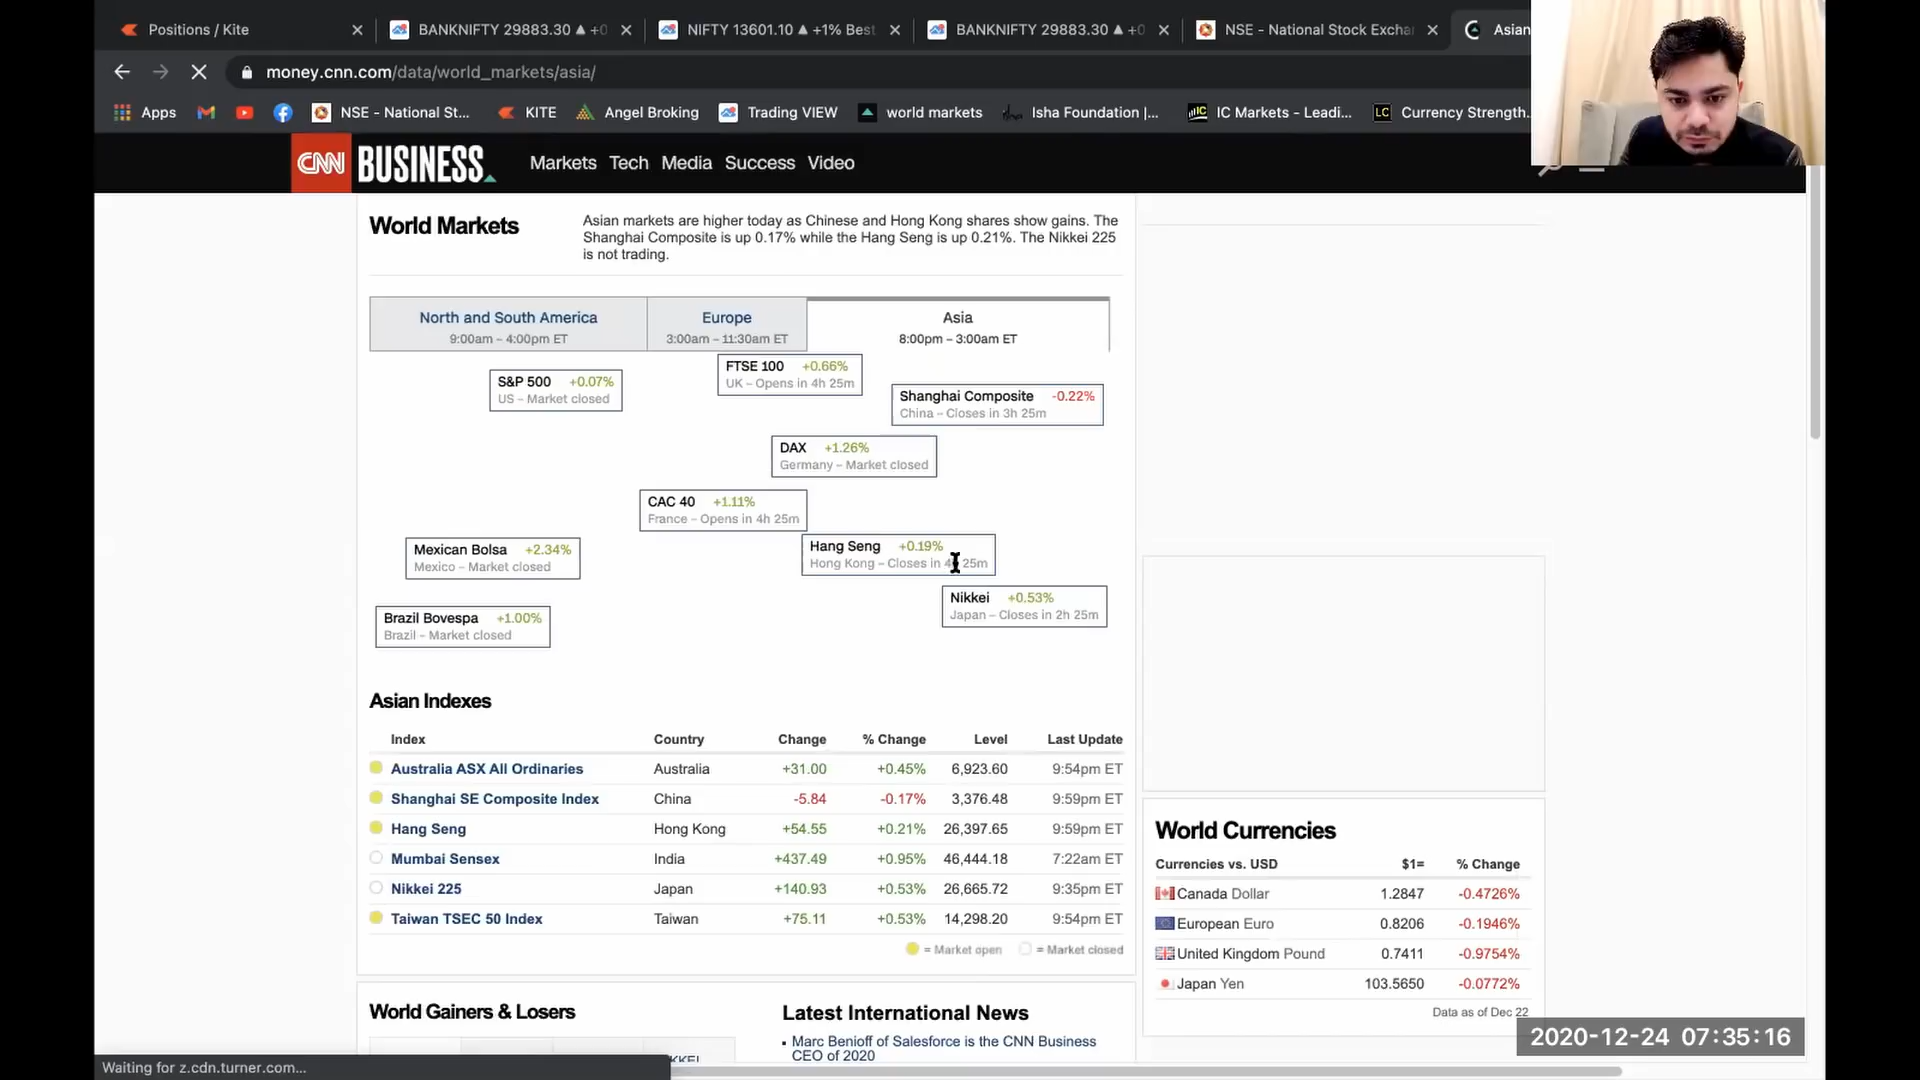 Positions / Kite
BANKNIFTY 29883.30 ▲ +0
NIFTY 13601.10 ▲ +1% Best
BANKNIFTY 29883.30 ▲ +0
NSE - National Stock Excha
Asian
money.cnn.com/data/world_markets/asia/
Apps
NSE - National St...
KITE
Angel Broking
Trading VIEW
world markets
Isha Foundation |...
IC Markets - Leadi...
LC
Currency Strength...
CNN BUSINESS
Markets Tech Media Success Video
World Markets
Asian markets are higher today as Chinese and Hong Kong shares show gains. The
Shanghai Composite is up 0.17% while the Hang Seng is up 0.21%. The Nikkei 225
is not trading.
North and South America
9:00am – 4:00pm ET
Europe
3:00am – 11:30am ET
Asia
8:00pm – 3:00am ET
FTSE 100 +0.66%
UK – Opens in 4h 25m
S&P 500 +0.07%
US – Market closed
Shanghai Composite -0.22%
China – Closes in 3h 25m
DAX +1.26%
Germany – Market closed
CAC 40 +1.11%
France – Opens in 4h 25m
Hang Seng +0.19%
Hong Kong – Closes in 25m
Mexican Bolsa +2.34%
Mexico – Market closed
Nikkei +0.53%
Japan – Closes in 2h 25m
Brazil Bovespa +1.00%
Brazil – Market closed
Asian Indexes
Index Country Change % Change Level Last Update
Australia ASX All Ordinaries Australia +31.00 +0.45% 6,923.60 9:54pm ET
Shanghai SE Composite Index China -5.84 -0.17% 3,376.48 9:59pm ET
Hang Seng Hong Kong +54.55 +0.21% 26,397.65 9:59pm ET
Mumbai Sensex India +437.49 +0.95% 46,444.18 7:22am ET
Nikkei 225 Japan +140.93 +0.53% 26,665.72 9:35pm ET
Taiwan TSEC 50 Index Taiwan +75.11 +0.53% 14,298.20 9:54pm ET
= Market open = Market closed
World Currencies
Currencies vs. USD $1= % Change
Canada Dollar 1.2847 -0.4726%
European Euro 0.8206 -0.1946%
United Kingdom Pound 0.7411 -0.9754%
Japan Yen 103.5650 -0.0772%
Data as of Dec 22
World Gainers & Losers
Latest International News
Marc Benioff of Salesforce is the CNN Business
CEO of 2020
2020-12-24 07:35:16
Waiting for z.cdn.turner.com...